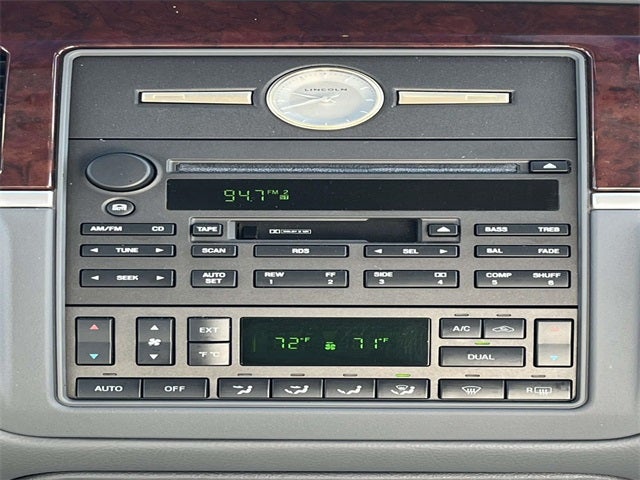 LINCOLN
94.7 FM 2
AM/FM CD TAPE BASS TREB
TUNE SCAN RDS SEL BAL FADE
SEEK AUTO SET REW 1 FF 2 SIDE 3 4 COMP 5 SHUFF 6
EXT A/C
72°F 71°F
°F/°C DUAL
AUTO OFF R